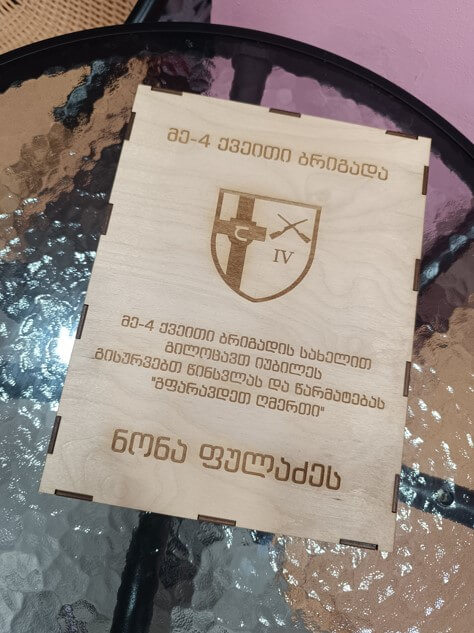 მე-4 ქვეითი ბრიგადა
IV
მე-4 ქვეითი ბრიგადის სახელით
გილოცავთ იუბილეს
გისურვებთ წინსვლას და წარმატებას
"გფარავდეთ ღმერთი"
ნონა ფულაძეს